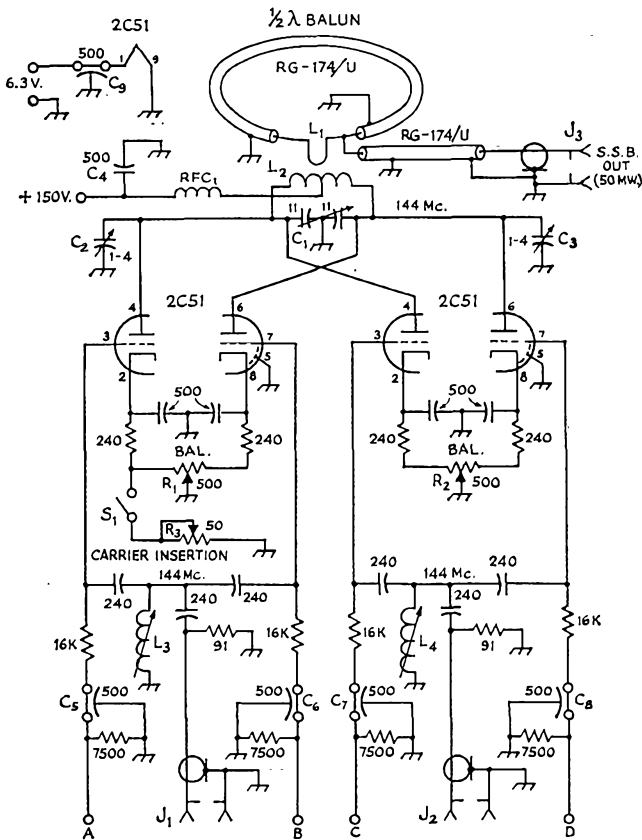 ½ λ BALUN
2C51
500
1
9
6.3 V.
C9
RG-174/U
L1
RG-174/U
J3
S.S.B.
OUT
(50 MW.)
500
C4
RFC1
L2
+ 150V.
11
11
C1
144 Mc.
C2
1-4
C3
1-4
2C51
4
6
3
7
5
2
8
2C51
4
6
3
7
5
2
8
500
240
240
BAL.
R1
500
500
240
240
BAL.
R2
500
S1
R3
50
CARRIER INSERTION
144 Mc.
240
240
240
16K
L3
91
16K
C5
500
7500
500
C6
7500
144 Mc.
240
240
240
16K
L4
91
16K
C7
500
7500
500
C8
7500
A
J1
B
C
J2
D